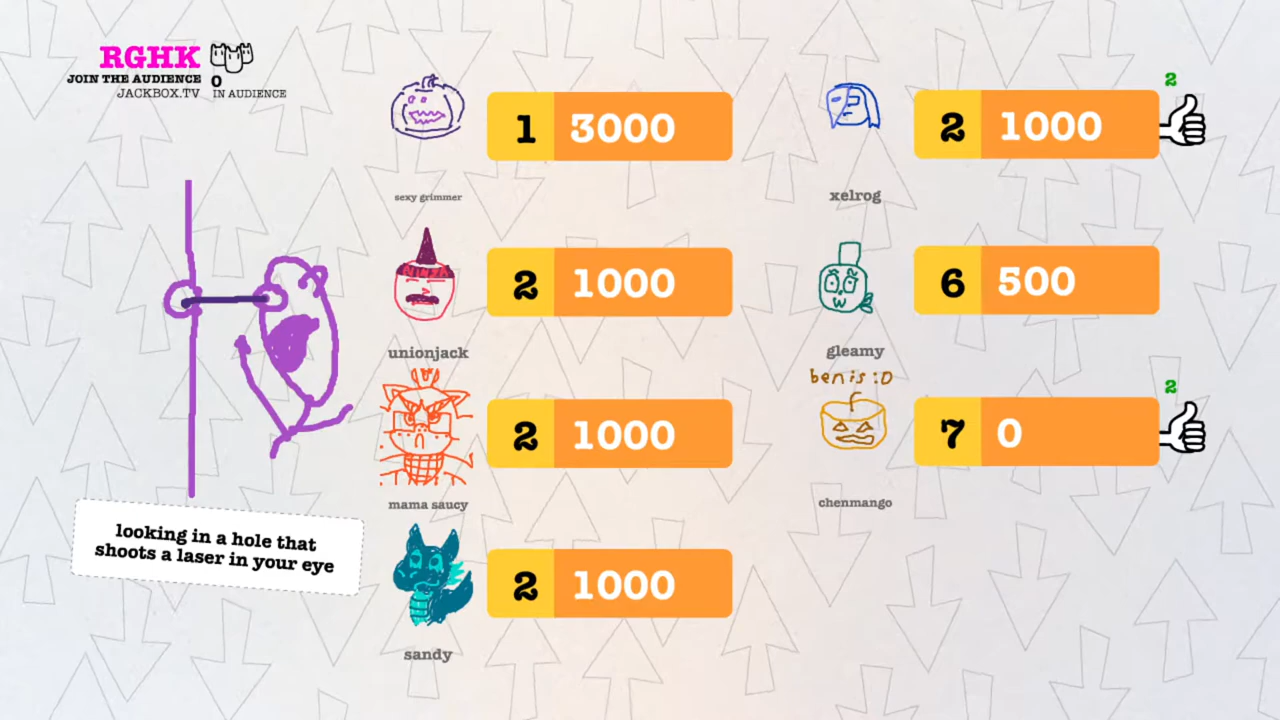 RGHK
JOIN THE AUDIENCE
JACKBOX.TV
0
IN AUDIENCE
looking in a hole that
shoots a laser in your eye
1 3000
sexy grimmer
NINJA
2 1000
unionjack
2 1000
mama saucy
2 1000
sandy
2
2 1000
xelrog
6 500
gleamy
benis :D
2
7 0
chenmango